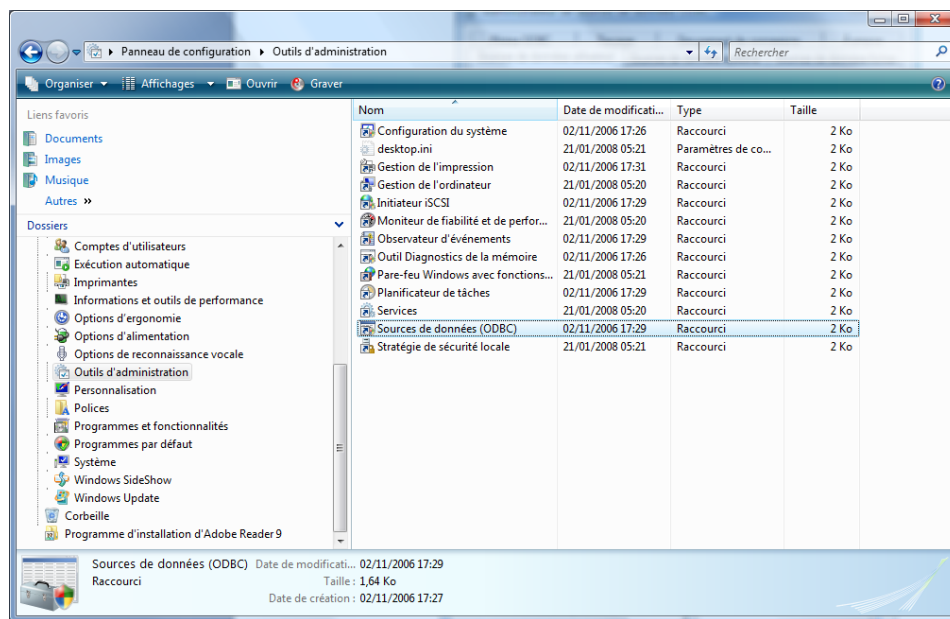 Panneau de configuration Outils d'administration
Rechercher
Organiser Affichages Ouvrir Graver
Liens favoris
Documents
Images
Musique
Autres »
Dossiers
Comptes d'utilisateurs
Exécution automatique
Imprimantes
Informations et outils de performance
Options d'ergonomie
Options d'alimentation
Options de reconnaissance vocale
Outils d'administration
Personnalisation
Polices
Programmes et fonctionnalités
Programmes par défaut
Système
Windows SideShow
Windows Update
Corbeille
Programme d'installation d'Adobe Reader 9
Nom Date de modificati... Type Taille
Configuration du système 02/11/2006 17:26 Raccourci 2 Ko
desktop.ini 21/01/2008 05:21 Paramètres de co... 2 Ko
Gestion de l'impression 02/11/2006 17:31 Raccourci 2 Ko
Gestion de l'ordinateur 21/01/2008 05:20 Raccourci 2 Ko
Initiateur iSCSI 02/11/2006 17:29 Raccourci 2 Ko
Moniteur de fiabilité et de perfor... 21/01/2008 05:20 Raccourci 2 Ko
Observateur d'événements 02/11/2006 17:29 Raccourci 2 Ko
Outil Diagnostics de la mémoire 02/11/2006 17:26 Raccourci 2 Ko
Pare-feu Windows avec fonctions... 21/01/2008 05:21 Raccourci 2 Ko
Planificateur de tâches 02/11/2006 17:29 Raccourci 2 Ko
Services 21/01/2008 05:20 Raccourci 2 Ko
Sources de données (ODBC) 02/11/2006 17:29 Raccourci 2 Ko
Stratégie de sécurité locale 21/01/2008 05:21 Raccourci 2 Ko
Sources de données (ODBC) Date de modificati... 02/11/2006 17:29
Raccourci Taille : 1,64 Ko
Date de création : 02/11/2006 17:27